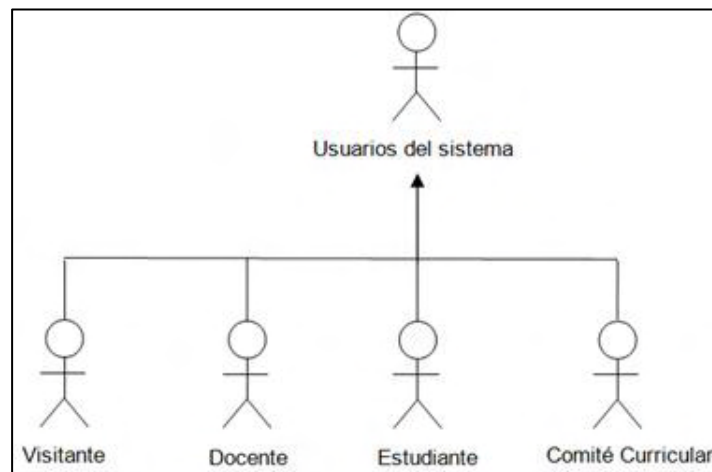 Usuarios del sistema
Visitante
Docente
Estudiante
Comité Curricular